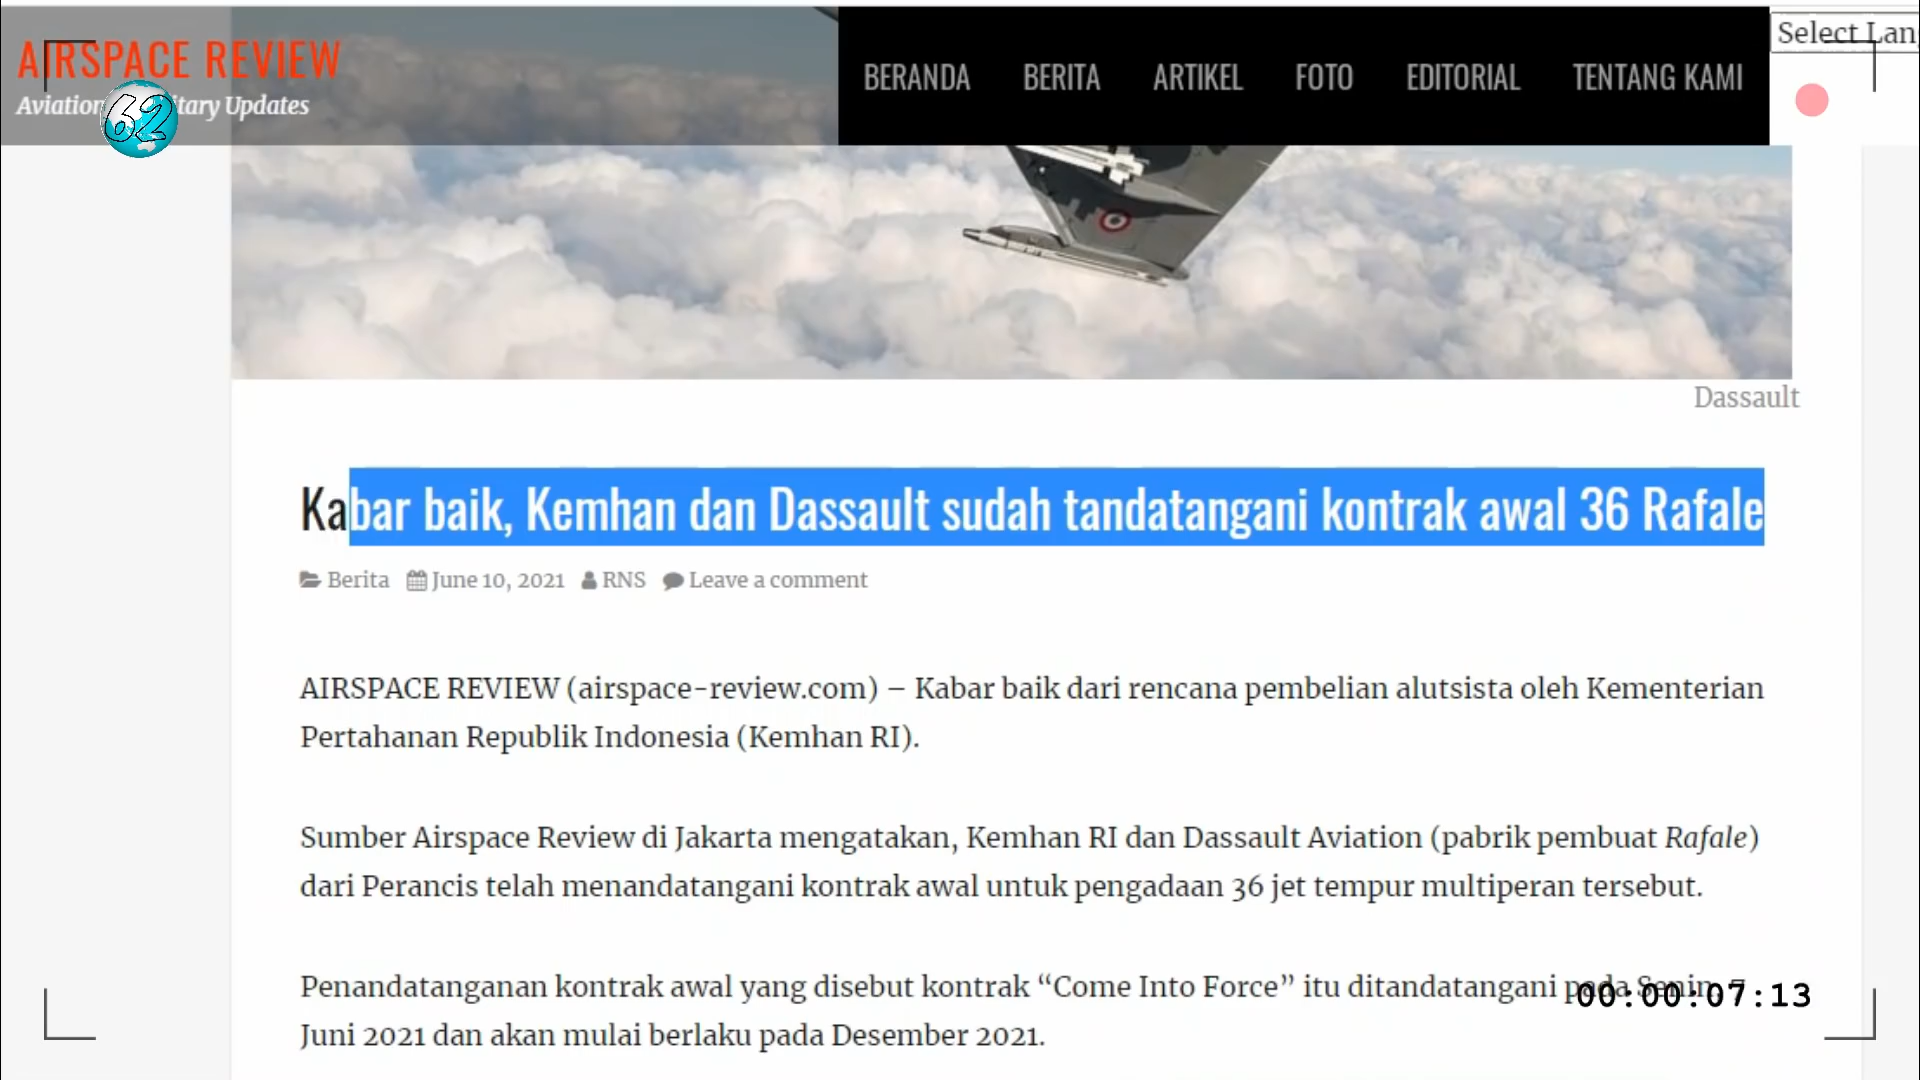 AIRSPACE REVIEW
Aviation itary Updates
62
BERANDA BERITA ARTIKEL FOTO EDITORIAL TENTANG KAMI
Select Lan
Dassault
Kabar baik, Kemhan dan Dassault sudah tandatangani kontrak awal 36 Rafale
Berita June 10, 2021 RNS Leave a comment
AIRSPACE REVIEW (airspace-review.com) – Kabar baik dari rencana pembelian alutsista oleh Kementerian
Pertahanan Republik Indonesia (Kemhan RI).
Sumber Airspace Review di Jakarta mengatakan, Kemhan RI dan Dassault Aviation (pabrik pembuat Rafale)
dari Perancis telah menandatangani kontrak awal untuk pengadaan 36 jet tempur multiperan tersebut.
Penandatanganan kontrak awal yang disebut kontrak “Come Into Force” itu ditandatangani pada Senin, 7
Juni 2021 dan akan mulai berlaku pada Desember 2021.
00:00:07:13